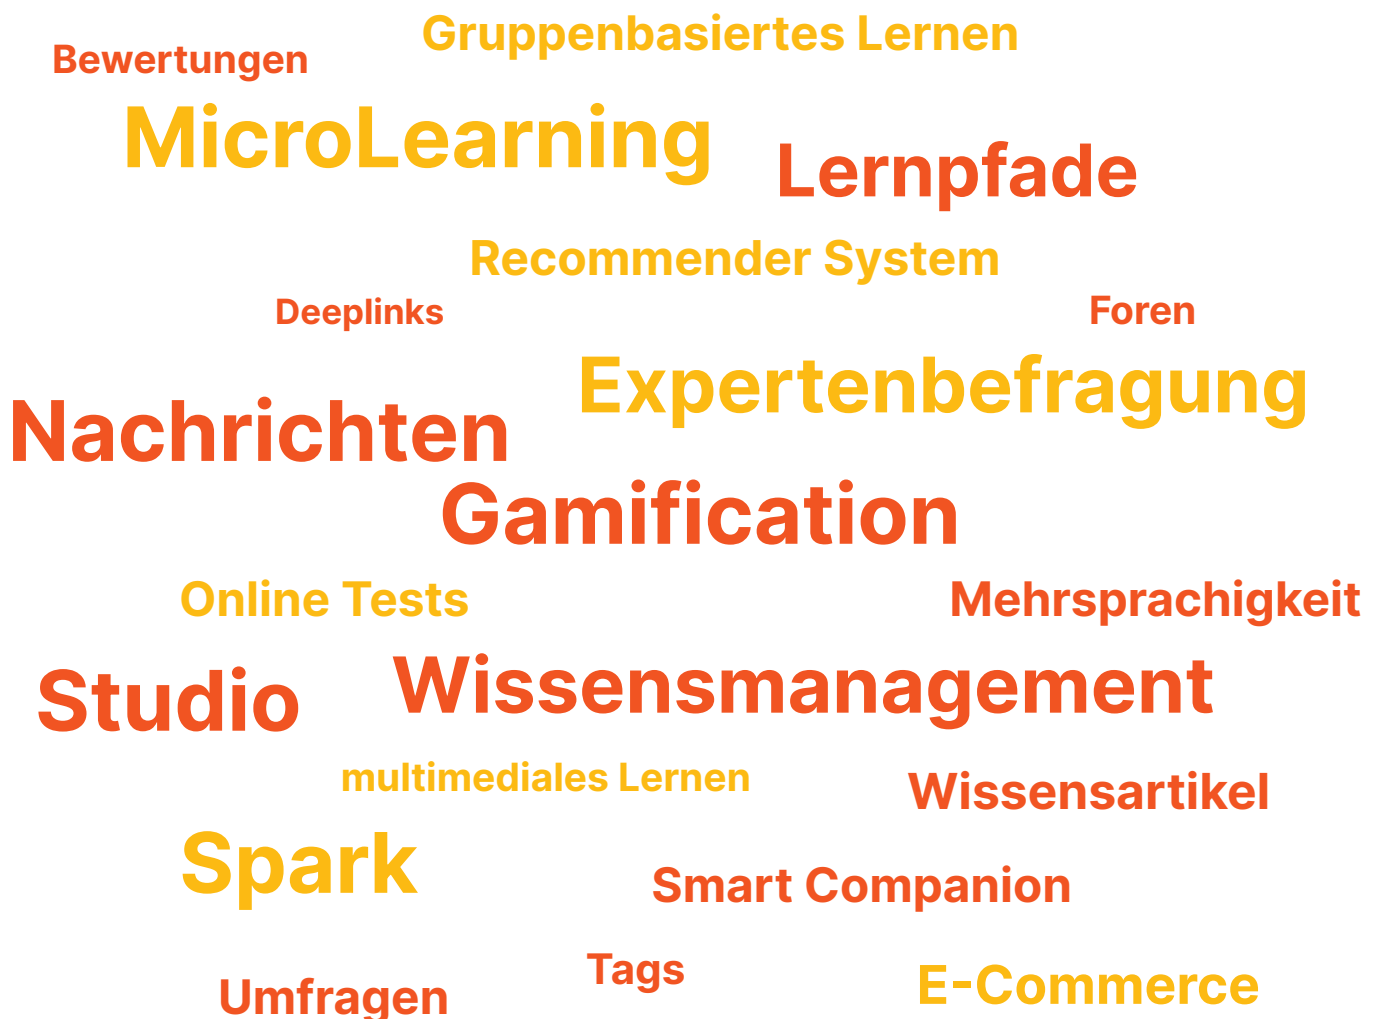 Gruppenbasiertes Lernen
Bewertungen
MicroLearning
Lernpfade
Recommender System
Deeplinks
Foren
Expertenbefragung
Nachrichten
Gamification
Online Tests
Mehrsprachigkeit
Wissensmanagement
Studio
multimediales Lernen
Wissensartikel
Spark
Smart Companion
Tags
E-Commerce
Umfragen